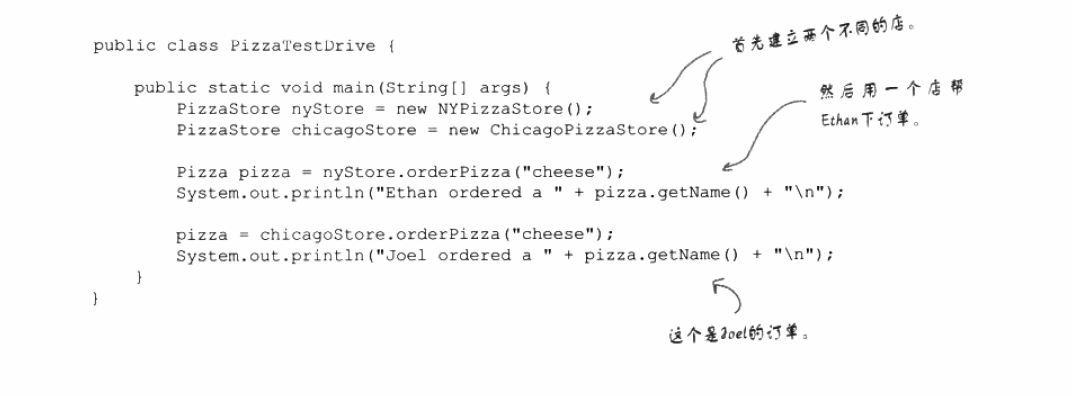 public class PizzaTestDrive {
首先建立两个不同的店。
public static void main(String[] args) {
PizzaStore nyStore = new NYPizzaStore();
PizzaStore chicagoStore = new ChicagoPizzaStore();
然后用一个店帮
Ethan下订单。
Pizza pizza = nyStore.orderPizza("cheese");
System.out.println("Ethan ordered a " + pizza.getName() + "\n");
pizza = chicagoStore.orderPizza("cheese");
System.out.println("Joel ordered a " + pizza.getName() + "\n");
}
}
这个是Joel的订单。